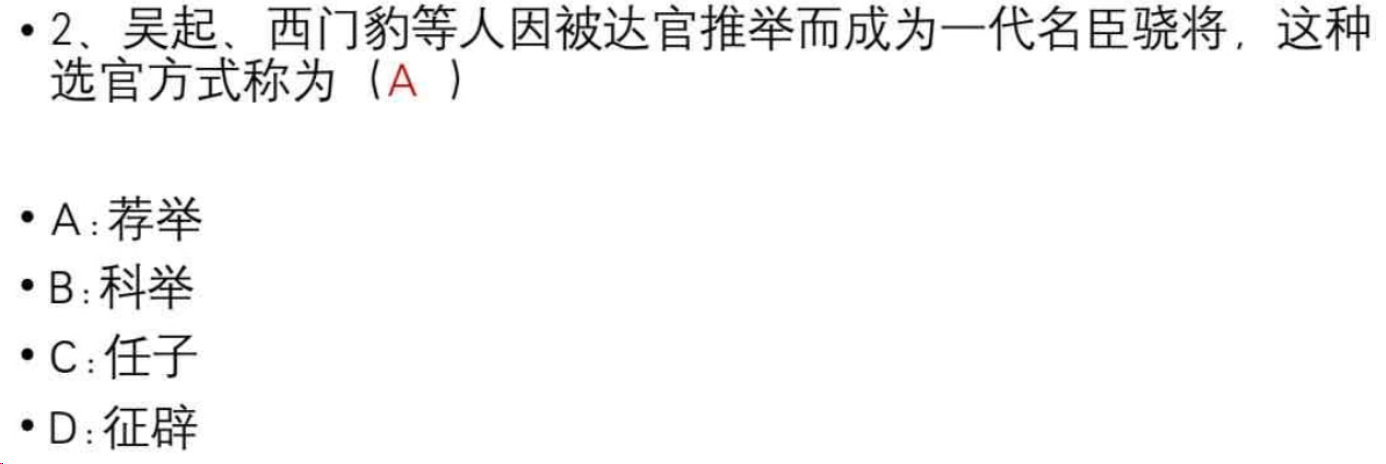 • 2、吴起、西门豹等人因被达官推举而成为一代名臣骁将，这种
选官方式称为（A ）
• A:荐举
• B:科举
• C:任子
• D:征辟